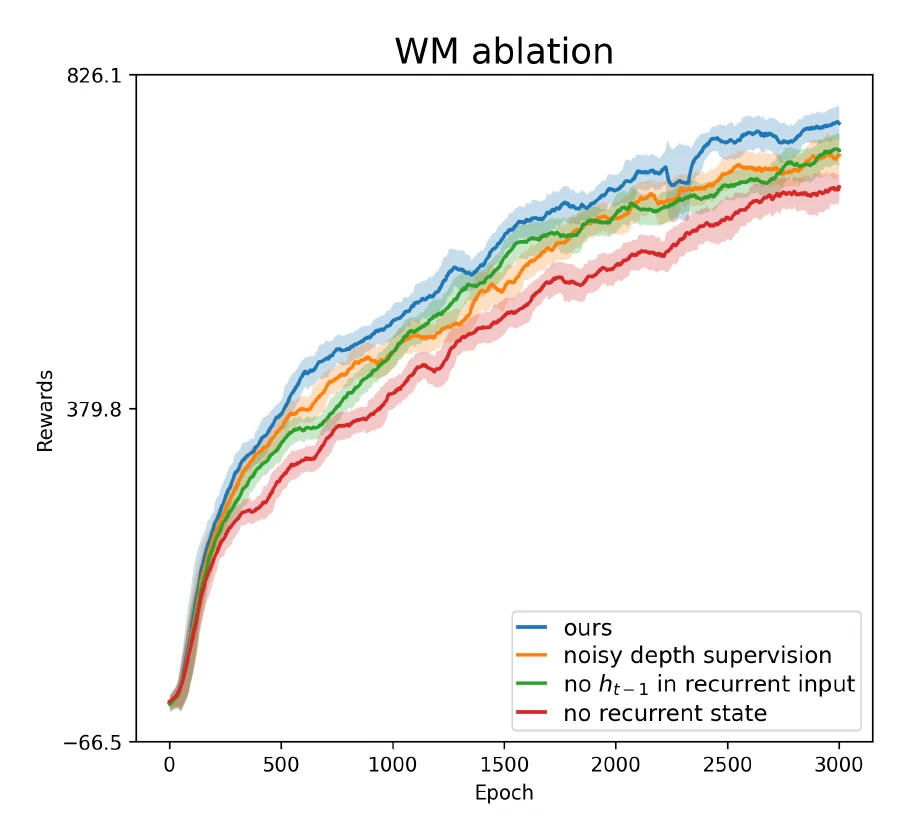 WM ablation
826.1
379.8
−66.5
Rewards
0 500 1000 1500 2000 2500 3000
Epoch
ours
noisy depth supervision
no $h_{t-1}$ in recurrent input
no recurrent state